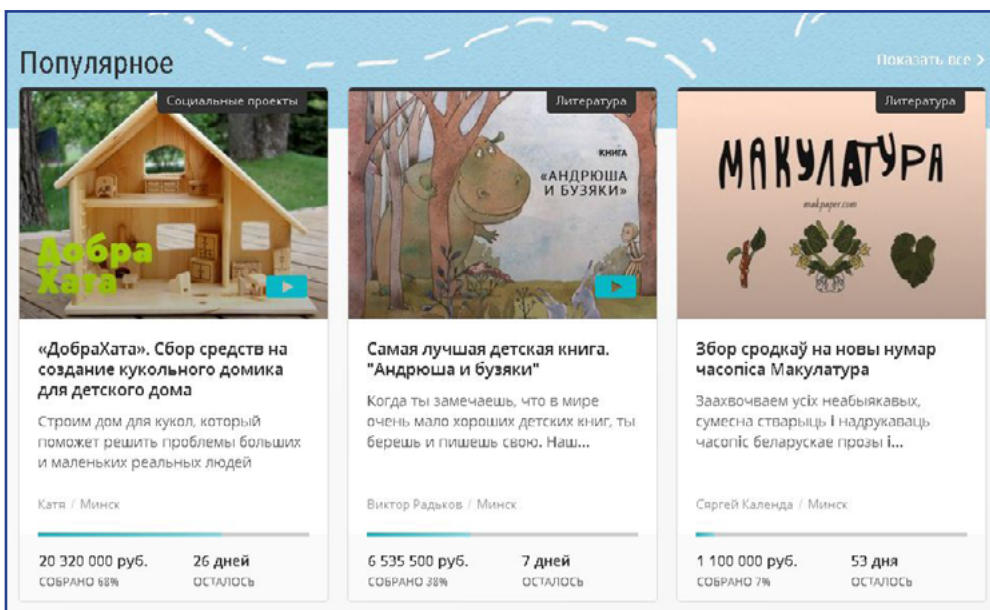 Популярное
Показать все >
Социальные проекты
Добра
Хата
«ДобраХата». Сбор средств на
создание кукольного домика
для детского дома
Строим дом для кукол, который
поможет решить проблемы больших
и маленьких реальных людей
Катя / Минск
20 320 000 руб.
СОБРАНО 68%
26 дней
ОСТАЛОСЬ
Литература
КНИГА
«АНДРЮША
И БУЗЯКИ»
Самая лучшая детская книга.
"Андрюша и бузяки"
Когда ты замечаешь, что в мире
очень мало хороших детских книг, ты
берешь и пишешь свою. Наш...
Виктор Радьков / Минск
6 535 500 руб.
СОБРАНО 38%
7 дней
ОСТАЛОСЬ
Литература
МАКУЛАТУРА
makpaper.com
Збор сродкаў на новы нумар
часопіса Макулатура
Заахвочваем усіх неабыякавых,
сумесна стварыць і надрукаваць
часопіс беларускае прозы і...
Сяргей Календа / Минск
1 100 000 руб.
СОБРАНО 7%
53 дня
ОСТАЛОСЬ